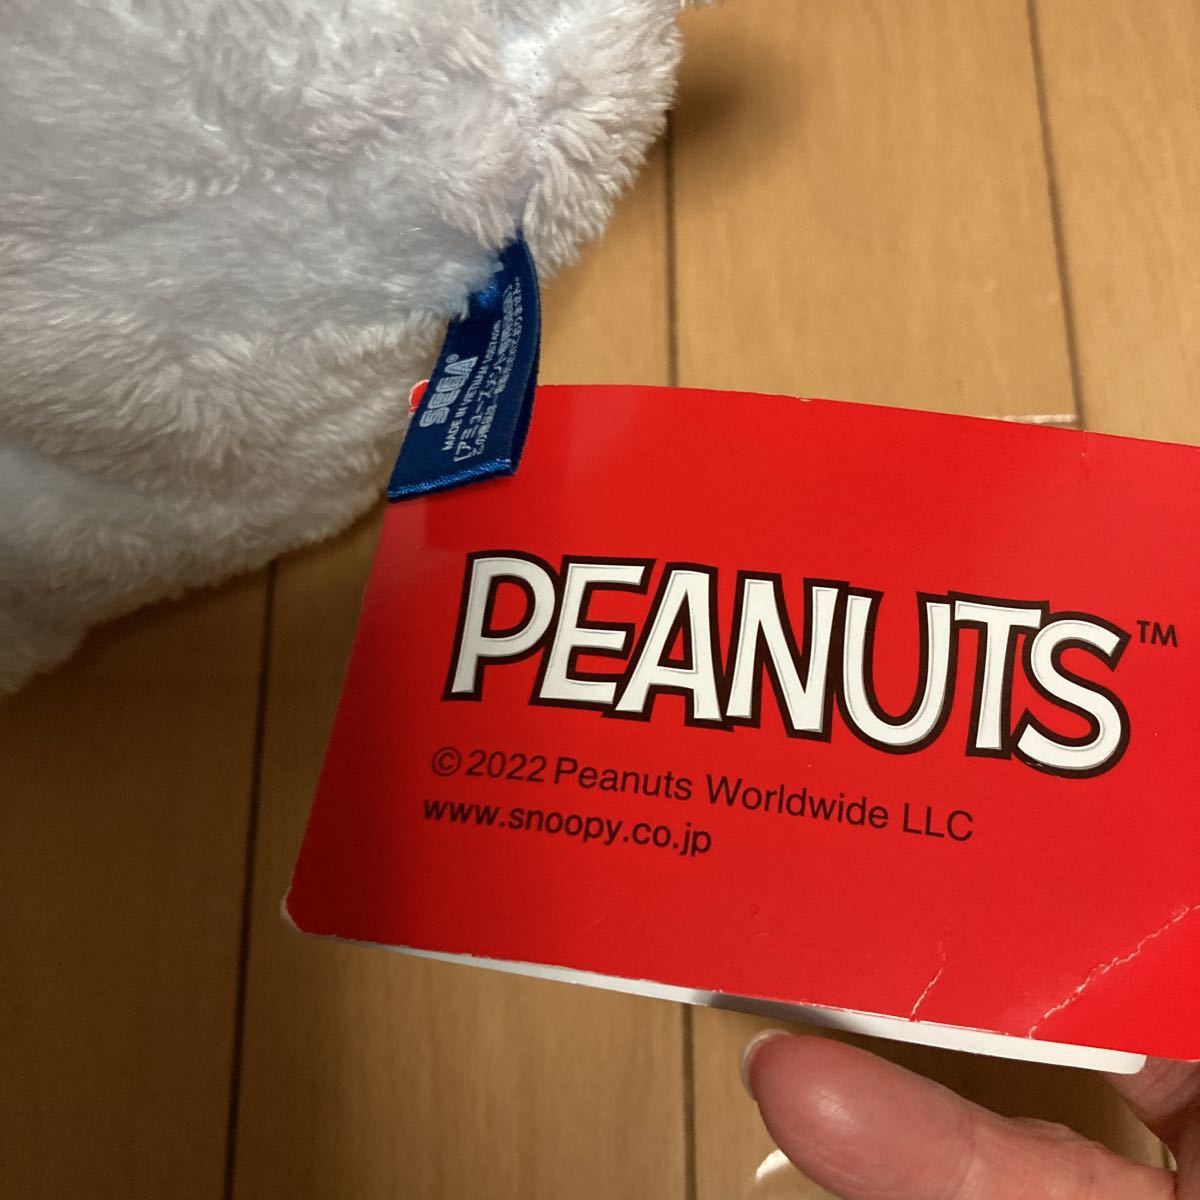 SEGA®
MADE IN VIETNAM
PEANUTS™
© 2022 Peanuts Worldwide LLC
www.snoopy.co.jp